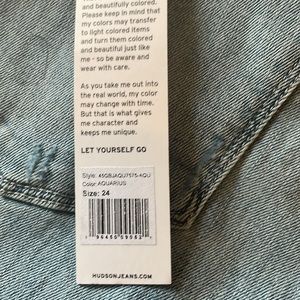 and beautifully colored.
Please keep in mind that
my colors may transfer
to light colored items
and turn them colored
and beautiful just like
me - so be aware and
wear with care.
As you take me out into
the real world, my color
may change with time.
But that is what gives
me character and
keeps me unique.
LET YOURSELF GO
Color: AQUARIUS
Size: 24
HUDSONJEANS.COM